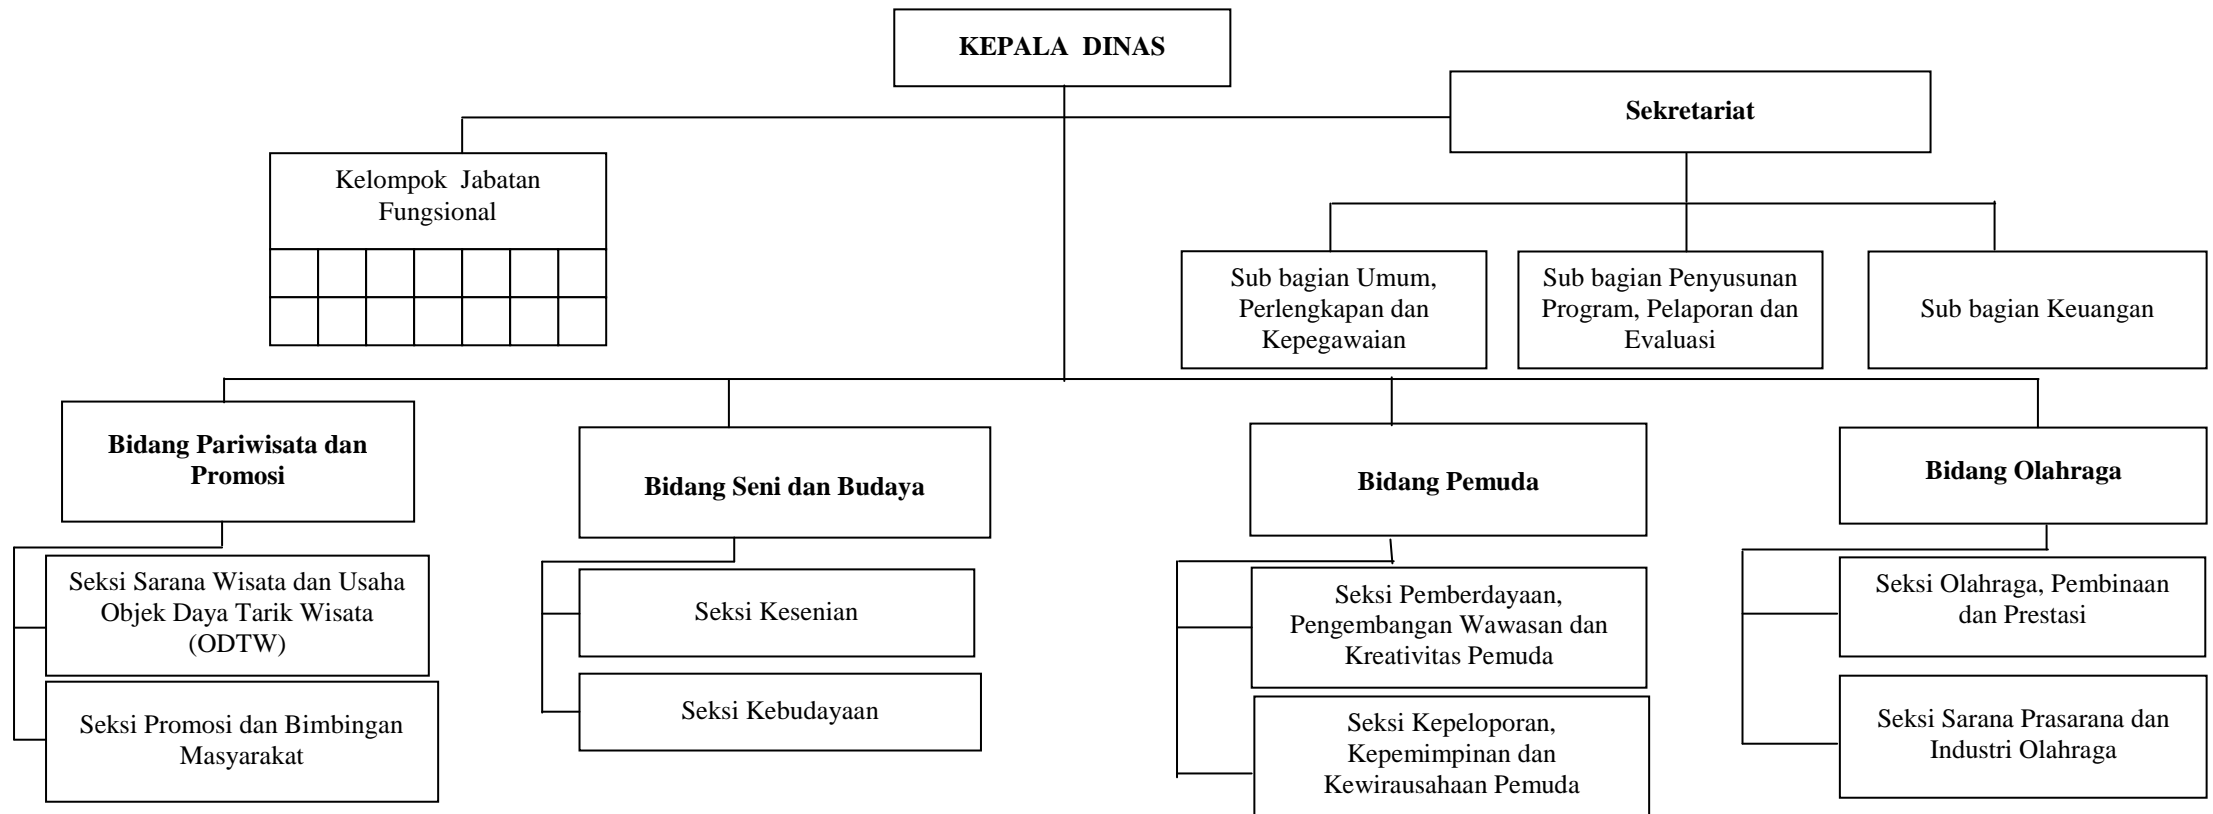 KEPALA DINAS
Sekretariat
Kelompok Jabatan
Fungsional
Sub bagian Umum,
Perlengkapan dan
Kepegawaian
Sub bagian Penyusunan
Program, Pelaporan dan
Evaluasi
Sub bagian Keuangan
Bidang Pariwisata dan
Promosi
Bidang Seni dan Budaya
Bidang Pemuda
Bidang Olahraga
Seksi Sarana Wisata dan Usaha
Objek Daya Tarik Wisata
(ODTW)
Seksi Promosi dan Bimbingan
Masyarakat
Seksi Kesenian
Seksi Kebudayaan
Seksi Pemberdayaan,
Pengembangan Wawasan dan
Kreativitas Pemuda
Seksi Kepeloporan,
Kepemimpinan dan
Kewirausahaan Pemuda
Seksi Olahraga, Pembinaan
dan Prestasi
Seksi Sarana Prasarana dan
Industri Olahraga